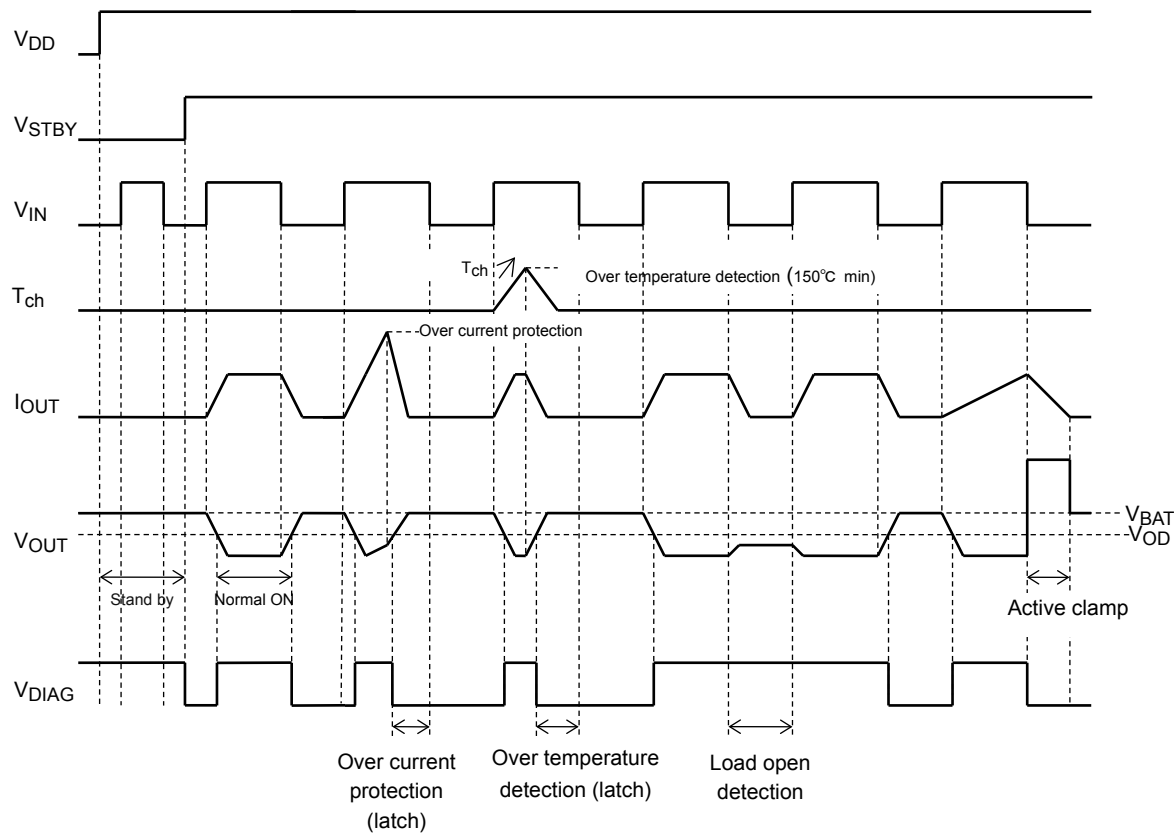 VDD
VSTBY
VIN
Tch
Over temperature detection (150℃ min)
Tch
Over current protection
IOUT
VBAT
VOUT
VOD
Stand by
Normal ON
Active clamp
VDIAG
Over current
protection
(latch)
Over temperature
detection (latch)
Load open
detection